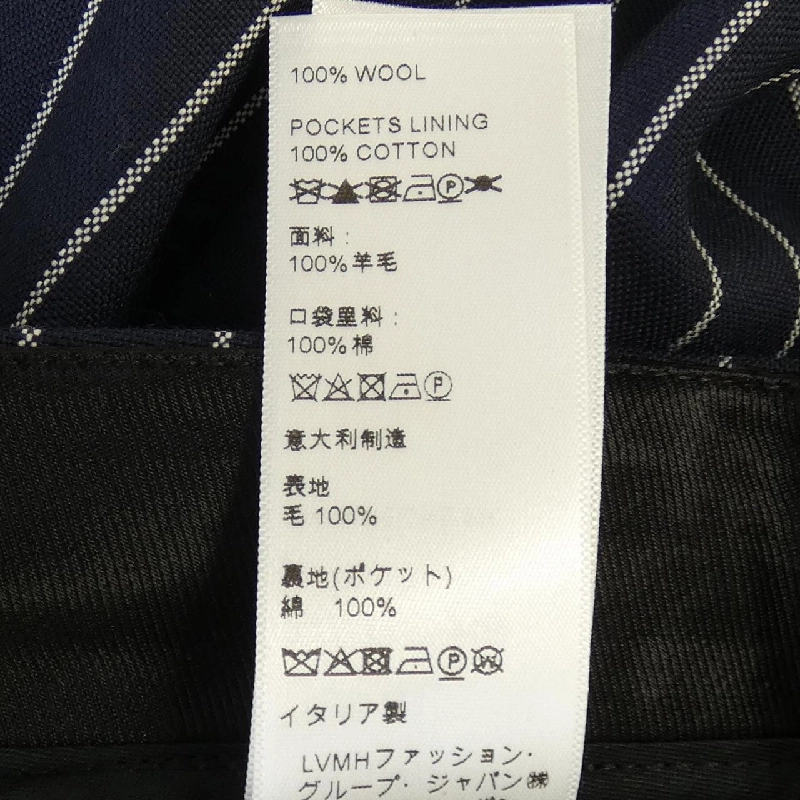 100% WOOL
POCKETS LINING
100% COTTON
面料：
100%羊毛
口袋里料：
100%棉
意大利制造
表地
毛 100%
裏地(ポケット)
綿 100%
イタリア製
LVMHファッション・
グループ・ジャパン㈱